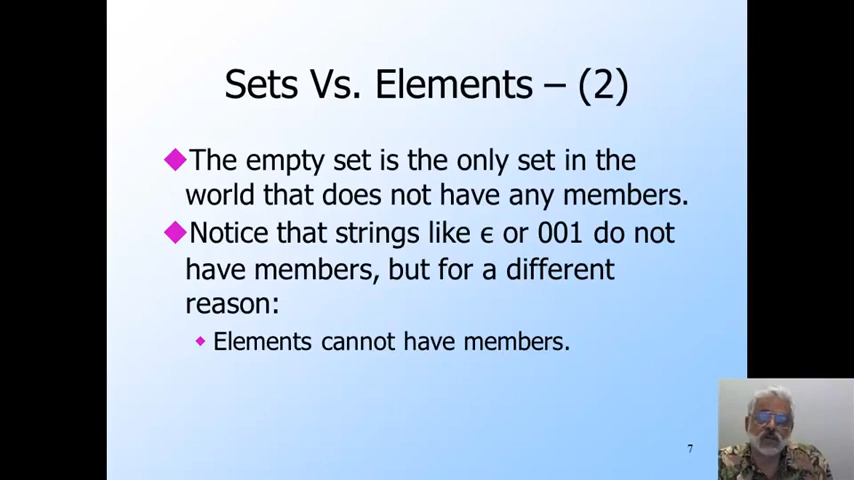 Sets Vs. Elements – (2)
The empty set is the only set in the
world that does not have any members.
Notice that strings like ϵ or 001 do not
have members, but for a different
reason:
Elements cannot have members.
7